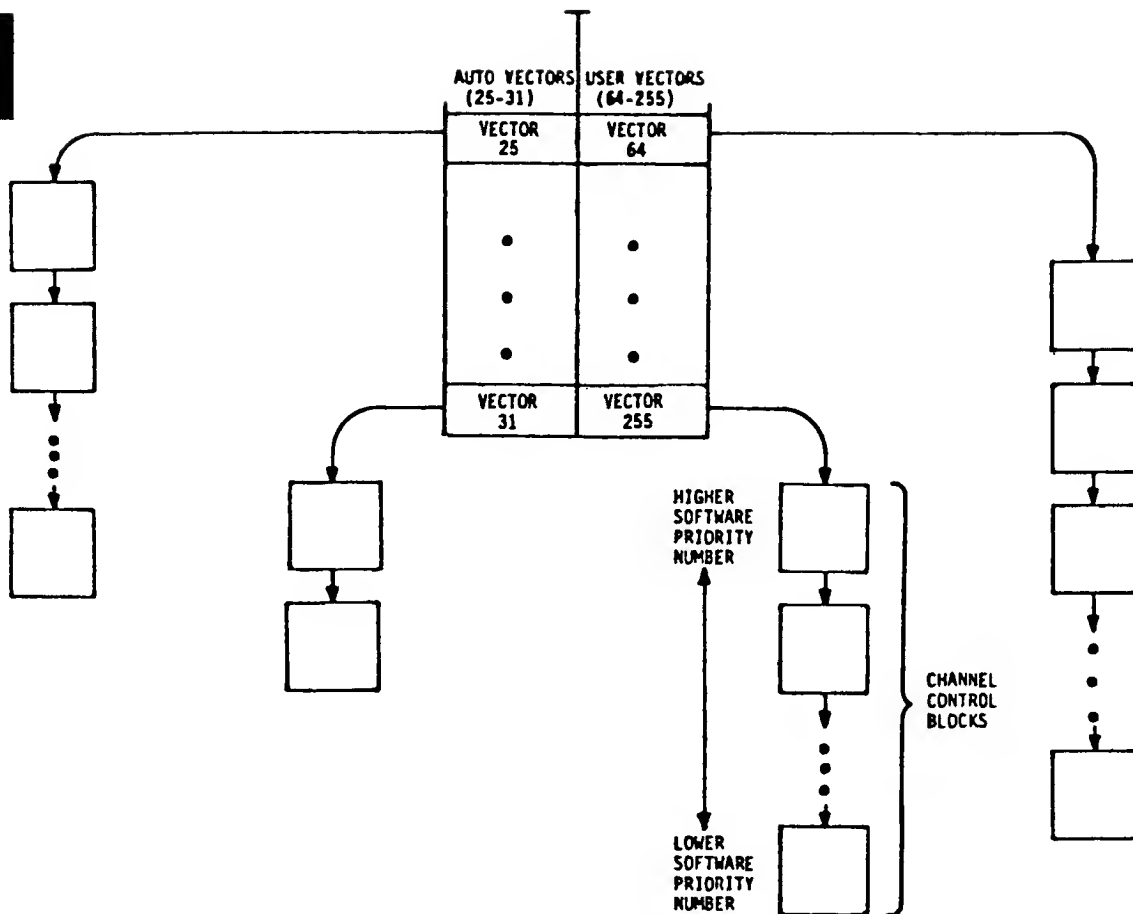 AUTO VECTORS
(25-31)
USER VECTORS
(64-255)
VECTOR
25
VECTOR
64
VECTOR
31
VECTOR
255
HIGHER
SOFTWARE
PRIORITY
NUMBER
CHANNEL
CONTROL
BLOCKS
LOWER
SOFTWARE
PRIORITY
NUMBER